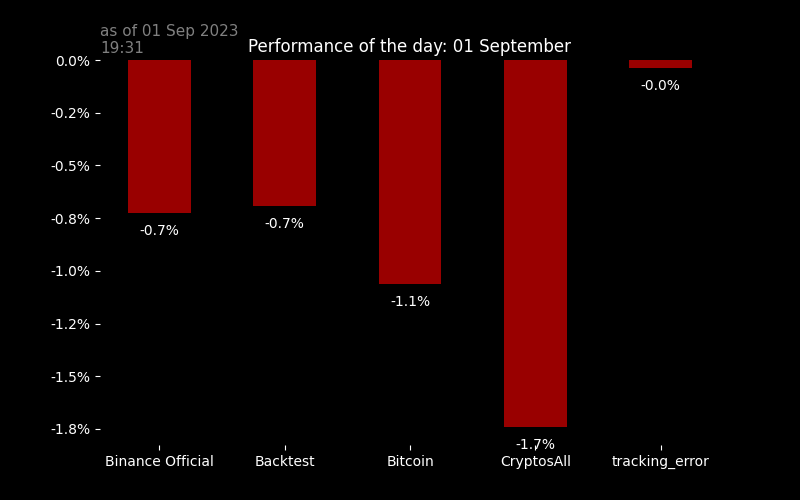 as of 01 Sep 2023
19:31
Performance of the day: 01 September
0.0%
-0.2%
-0.5%
-0.8%
-1.0%
-1.2%
-1.5%
-1.8%
-0.7%
-0.7%
-1.1%
-1.7%
-0.0%
Binance Official
Backtest
Bitcoin
CryptosAll
tracking_error